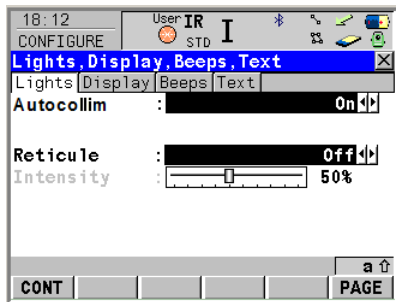 18:12
CONFIGURE
User IR
STD I
Lights,Display,Beeps,Text
Lights Display Beeps Text
Autocollim : On
Reticule : Off
Intensity : 50%
a
CONT PAGE